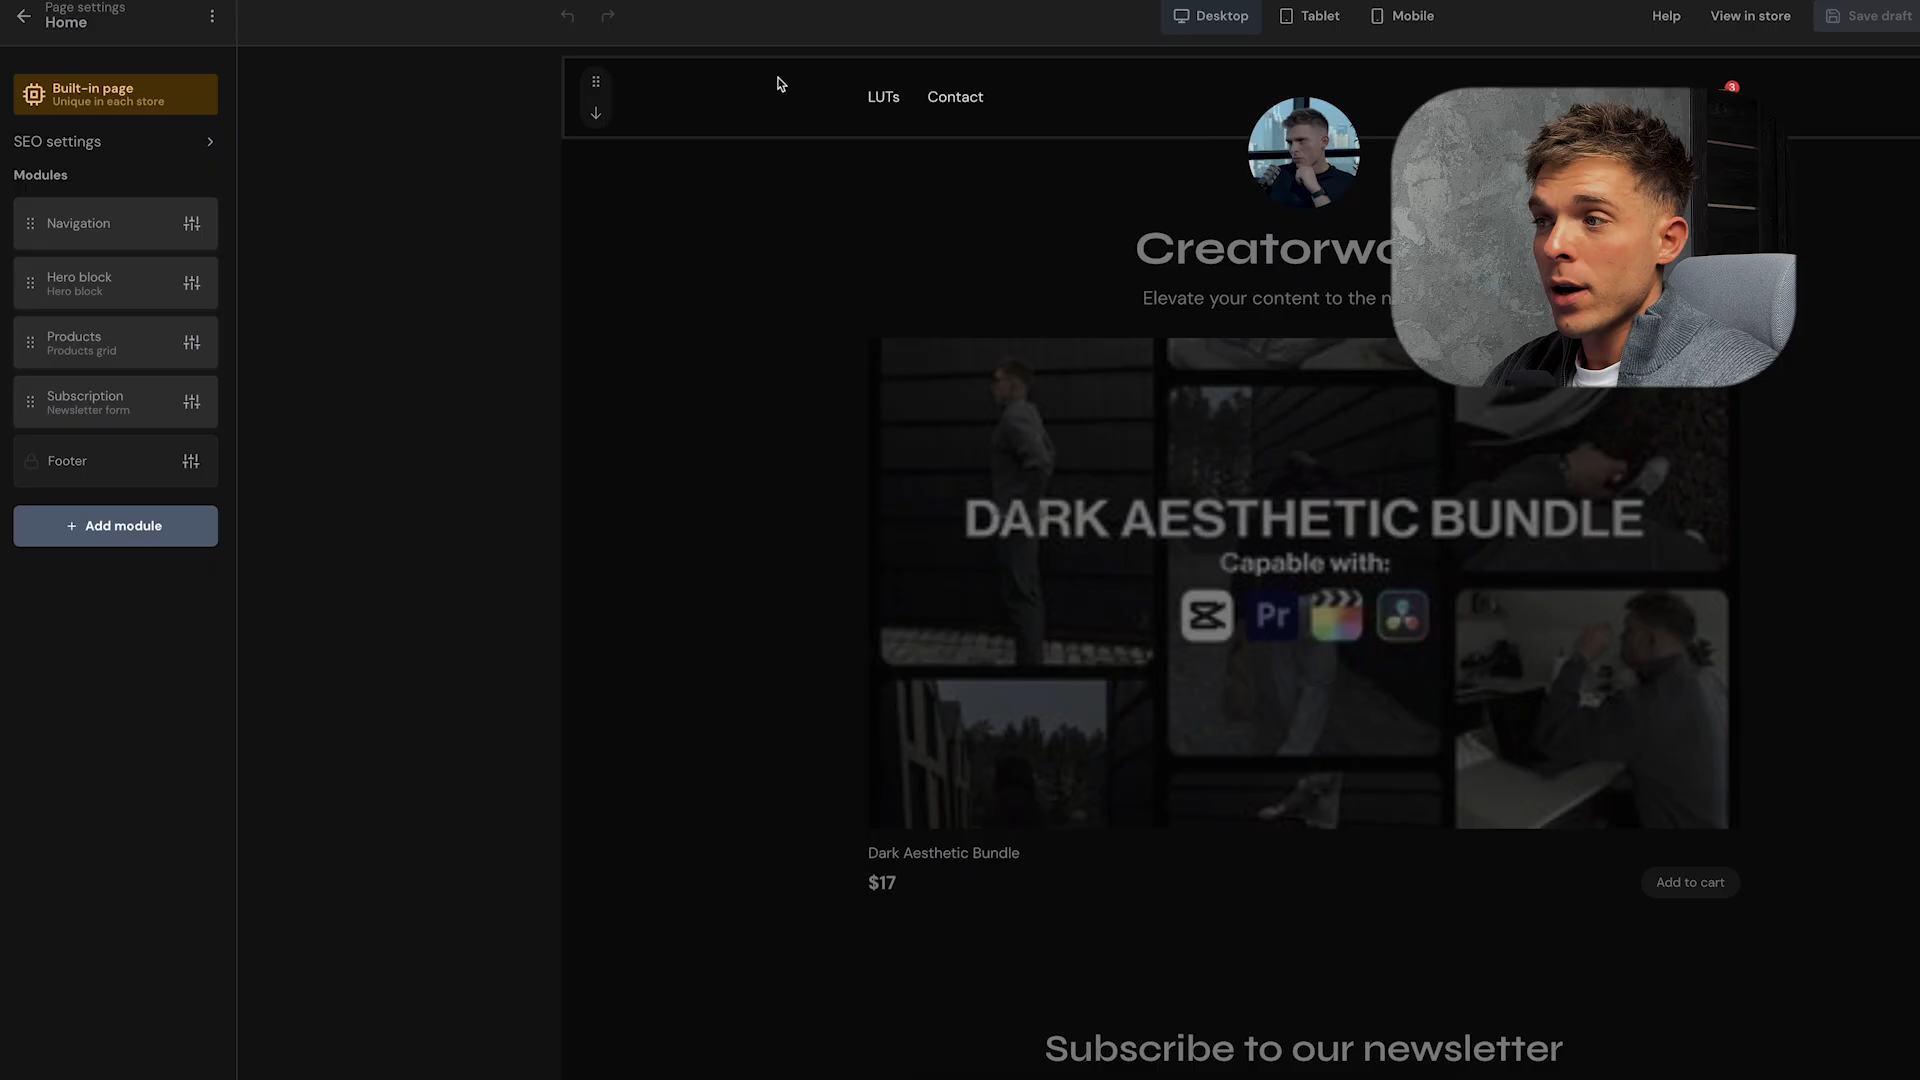 Page settings
Home
Desktop
Tablet
Mobile
Help
View in store
Save draft
Built-in page
Unique in each store
SEO settings
Modules
Navigation
Hero block
Hero block
Products
Products grid
Subscription
Newsletter form
Footer
+ Add module
LUTs
Contact
3
Creatorwo
Elevate your content to the n
DARK AESTHETIC BUNDLE
Capable with:
Pr
Dark Aesthetic Bundle
$17
Add to cart
Subscribe to our newsletter